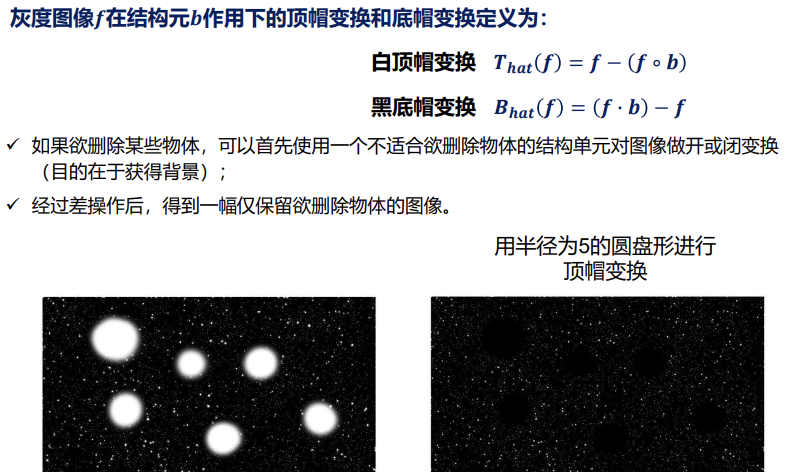 灰度图像f在结构元b作用下的顶帽变换和底帽变换定义为：
白顶帽变换 T_hat(f) = f − (f ∘ b)
黑底帽变换 B_hat(f) = (f · b) − f
✓ 如果欲删除某些物体，可以首先使用一个不适合欲删除物体的结构单元对图像做开或闭变换
（目的在于获得背景）；
✓ 经过差操作后，得到一幅仅保留欲删除物体的图像。
用半径为5的圆盘形进行
顶帽变换